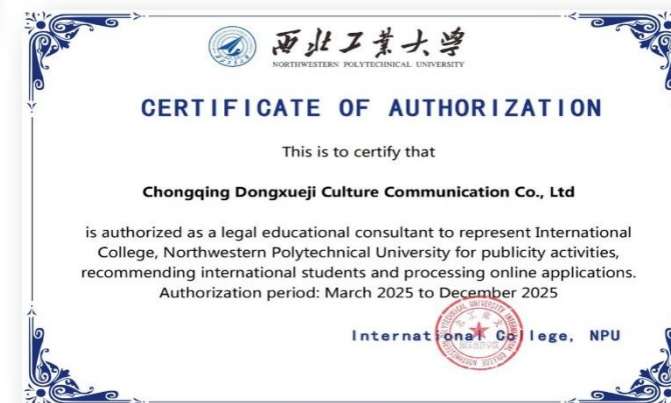 西北工业大学
NORTHWESTERN POLYTECHNICAL UNIVERSITY
CERTIFICATE OF AUTHORIZATION
This is to certify that
Chongqing Dongxueji Culture Communication Co., Ltd
is authorized as a legal educational consultant to represent International
College, Northwestern Polytechnical University for publicity activities,
recommending international students and processing online applications.
Authorization period: March 2025 to December 2025
International College, NPU